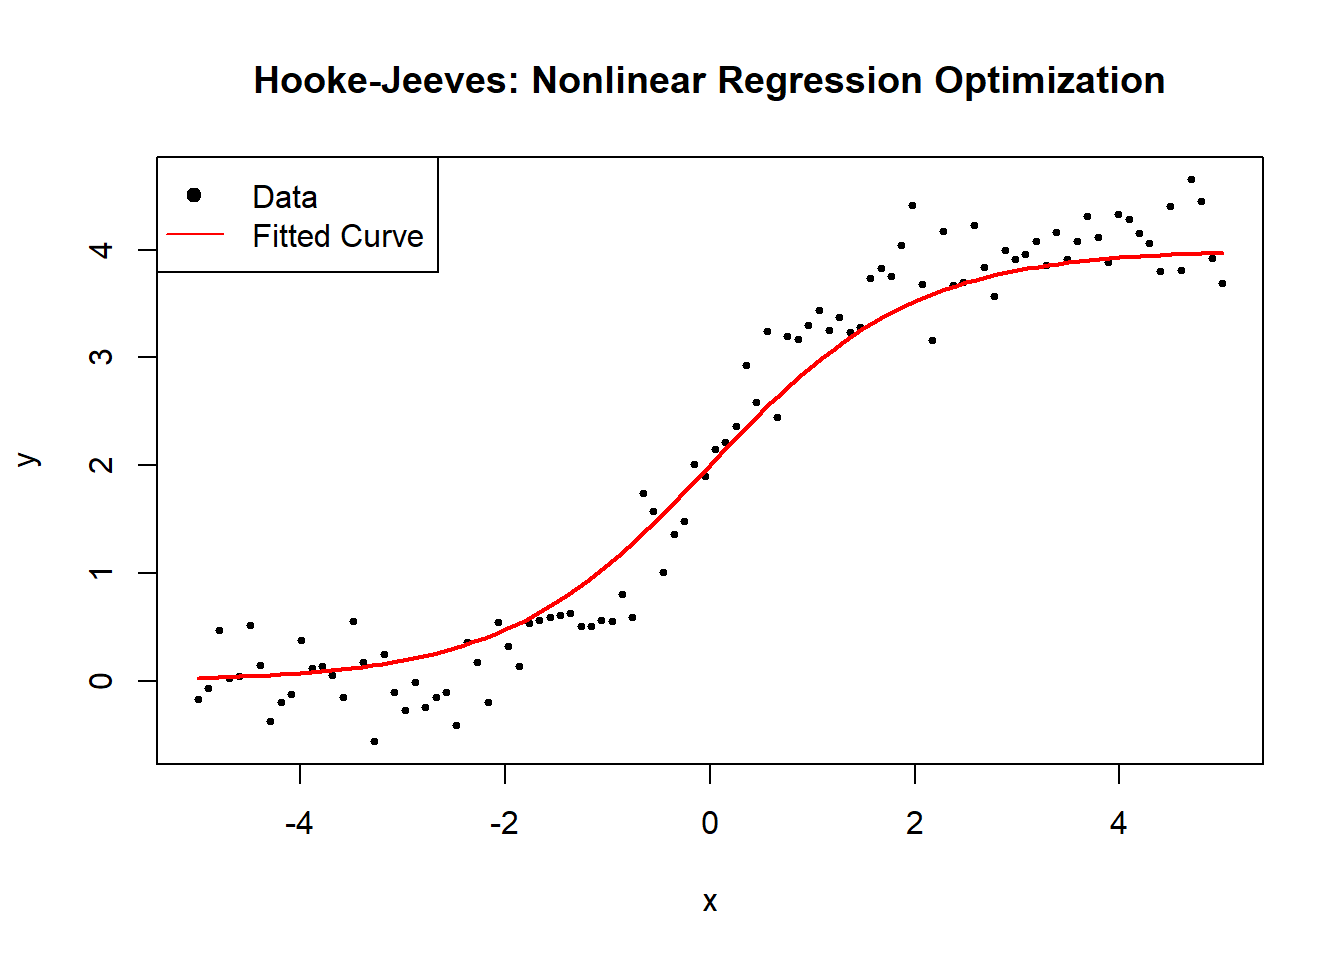 Hooke-Jeeves: Nonlinear Regression Optimization
Data
Fitted Curve
4
3
2
1
0
y
-4
-2
0
2
4
x